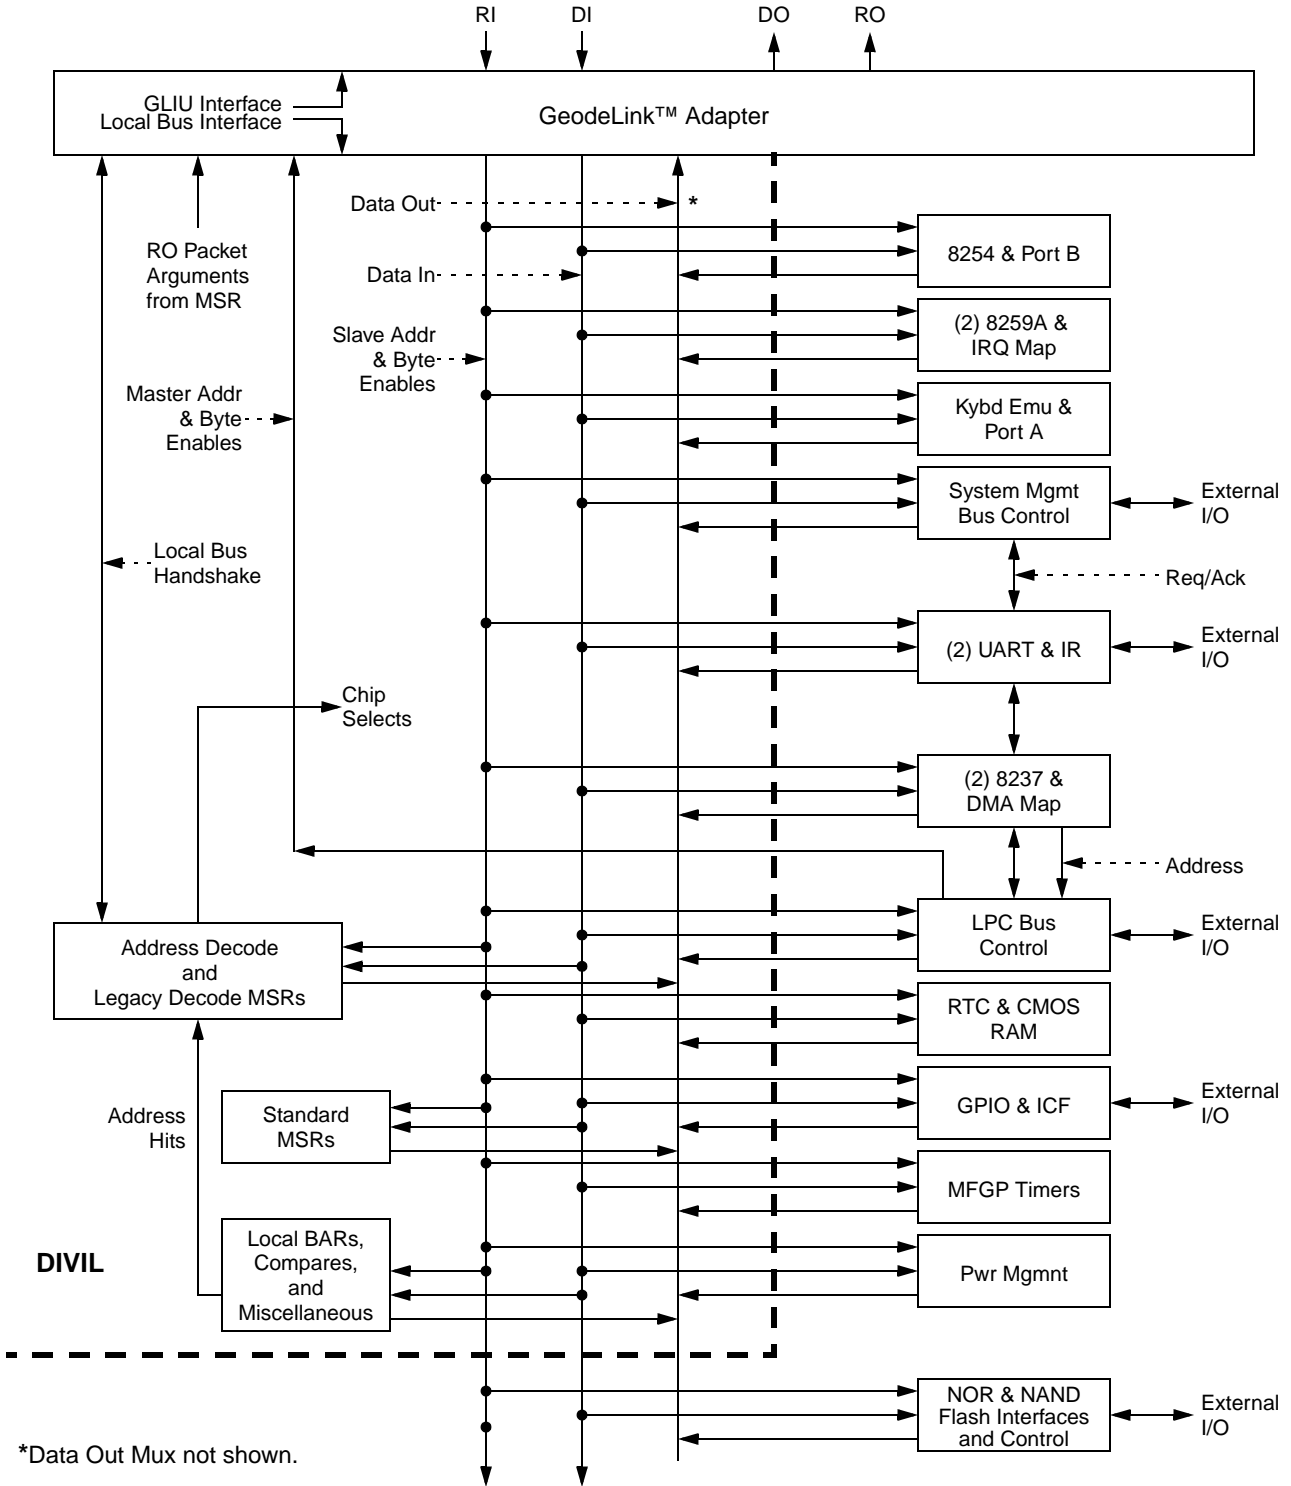 RI
DI
DO
RO
GLIU Interface
Local Bus Interface
GeodeLink™ Adapter
Data Out
*
RO Packet
Arguments
from MSR
Data In
8254 & Port B
Slave Addr
& Byte
Enables
(2) 8259A &
IRQ Map
Master Addr
& Byte
Enables
Kybd Emu &
Port A
System Mgmt
Bus Control
External
I/O
Local Bus
Handshake
Req/Ack
(2) UART & IR
External
I/O
Chip
Selects
(2) 8237 &
DMA Map
Address
Address Decode
and
Legacy Decode MSRs
LPC Bus
Control
External
I/O
RTC & CMOS
RAM
Address
Hits
Standard
MSRs
GPIO & ICF
External
I/O
MFGP Timers
DIVIL
Local BARs,
Compares,
and
Miscellaneous
Pwr Mgmnt
NOR & NAND
Flash Interfaces
and Control
External
I/O
*Data Out Mux not shown.